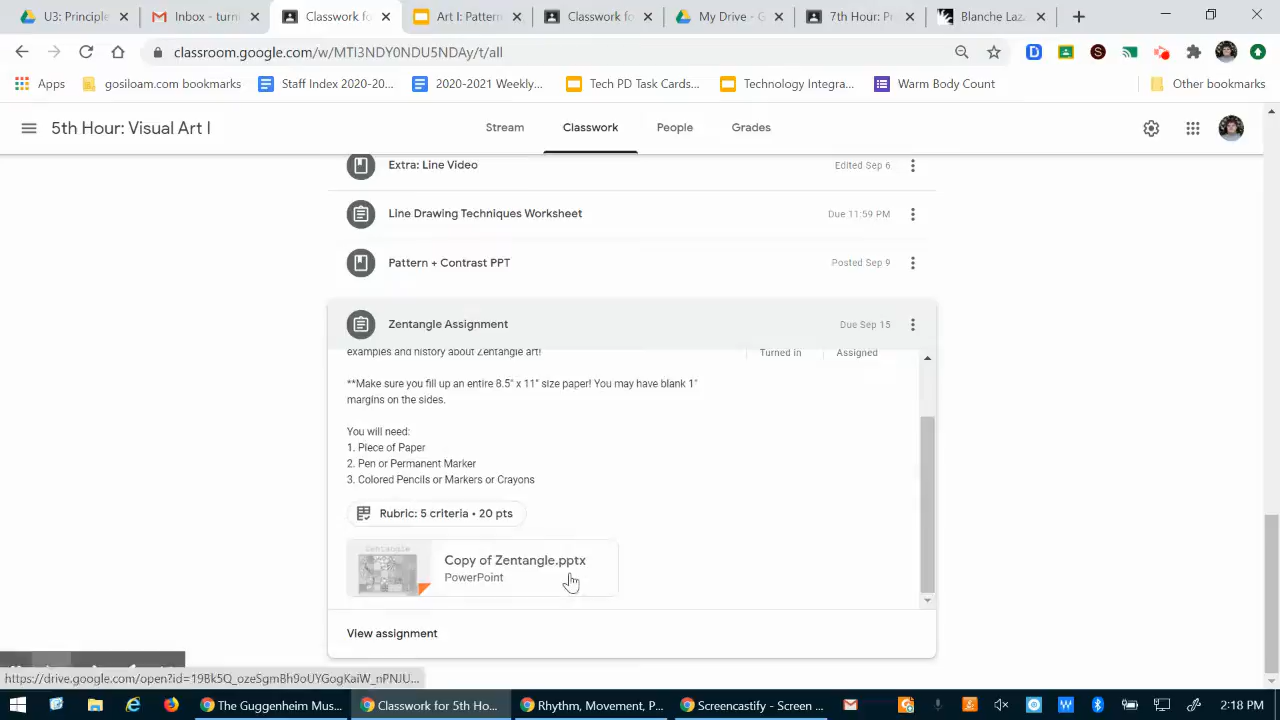 U3: Principl
Inbox - turn
Classwork f
Art I: Pattern
Classwork
My Drive - G
7th Hour: Pr
Blanche Laz
classroom.google.com/w/MTI3NDY0NDU5NDAy/t/all
Apps
gosiloam.com bookmarks
Staff Index 2020-20...
2020-2021 Weekly,...
Tech PD Task Cards...
Technology Integra...
Warm Body Count
Other bookmarks
5th Hour: Visual Art I
Stream
Classwork
People
Grades
Extra: Line Video
Edited Sep 6
Line Drawing Techniques Worksheet
Due 11:59 PM
Pattern + Contrast PPT
Posted Sep 9
Zentangle Assignment
Due Sep 15
examples and history about Zentangle art!
Turned in
Assigned
**Make sure you fill up an entire 8.5" x 11" size paper! You may have blank 1"
margins on the sides.
You will need:
1. Piece of Paper
2. Pen or Permanent Marker
3. Colored Pencils or Markers or Crayons
Rubric: 5 criteria • 20 pts
Zentangle
Copy of Zentangle.pptx
PowerPoint
View assignment
https://drive.google.com/open?id=19Bk5Q_ozeSgmBh9oUYGogKaiW_nPNJU...
The Guggenheim Mus...
Classwork for 5th Ho...
Rhythm, Movement, P...
Screencastify - Screen ...
2:18 PM